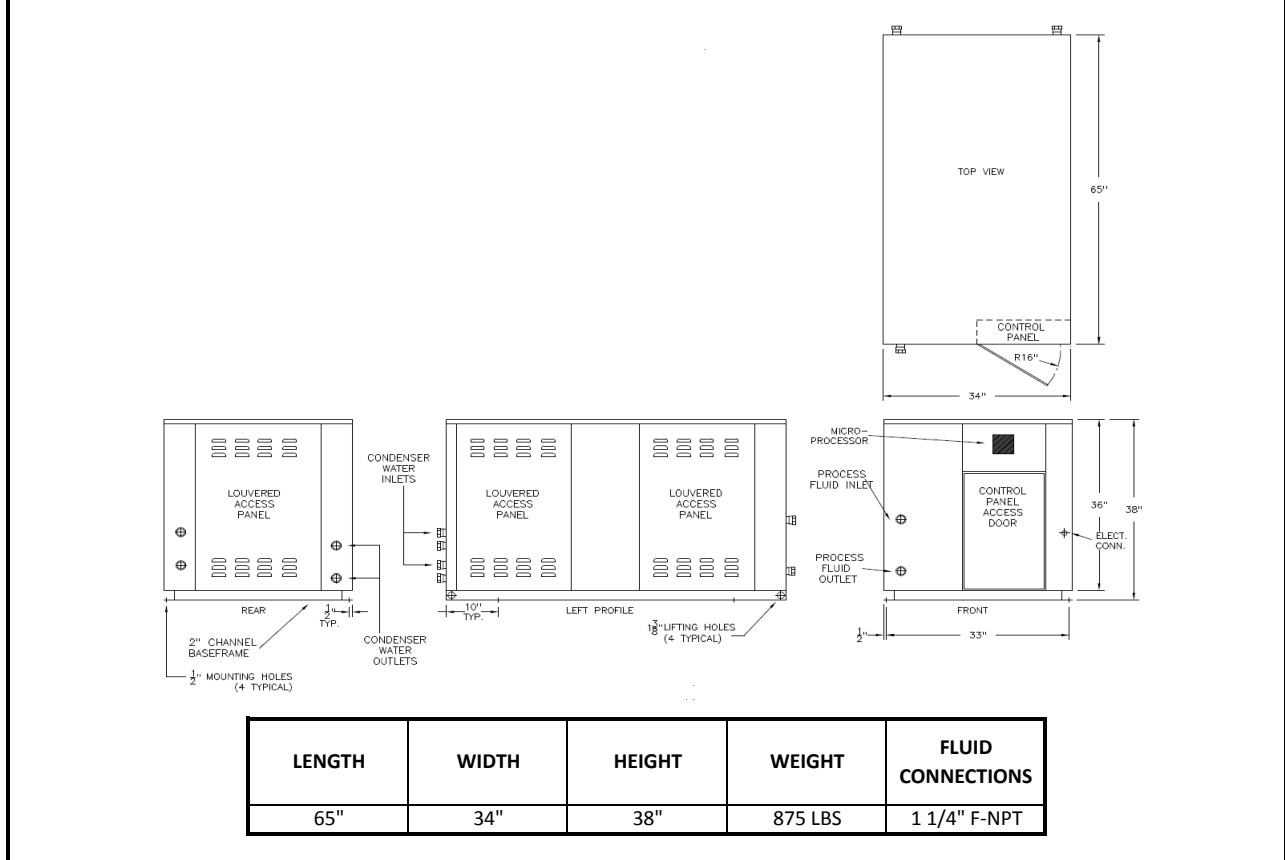 TOP VIEW
65"
CONTROL
PANEL
R16"
34"
LOUVERED
ACCESS
PANEL
REAR
1/2"
TYP.
2" CHANNEL
BASEFRAME
1/2" MOUNTING HOLES
(4 TYPICAL)
CONDENSER
WATER
OUTLETS
CONDENSER
WATER
INLETS
LOUVERED
ACCESS
PANEL
LOUVERED
ACCESS
PANEL
10"
TYP.
LEFT PROFILE
1 3/8" LIFTING HOLES
(4 TYPICAL)
MICRO-
PROCESSOR
PROCESS
FLUID INLET
PROCESS
FLUID
OUTLET
CONTROL
PANEL
ACCESS
DOOR
36"
38"
ELECT.
CONN.
FRONT
1/2"
33"
LENGTH WIDTH HEIGHT WEIGHT FLUID
CONNECTIONS
65" 34" 38" 875 LBS 1 1/4" F-NPT